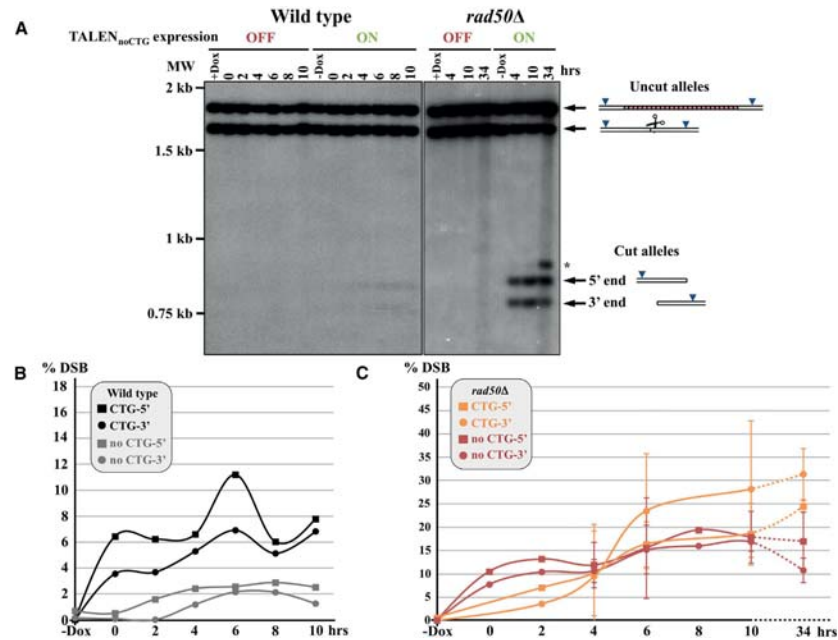 A
Wild type rad50Δ
TALENnoCTG expression OFF ON OFF ON
MW +Dox 0 2 4 6 8 10 -Dox 0 2 4 6 8 10 +Dox 4 10 34 -Dox 4 10 34 hrs
2 kb
Uncut alleles
1.5 kb
1 kb
Cut alleles
*
5' end
3' end
0.75 kb
B % DSB
Wild type
CTG-5'
CTG-3'
no CTG-5'
no CTG-3'
18
16
14
12
10
8
6
4
2
0
-Dox 0 2 4 6 8 10 hrs
C % DSB
rad50Δ
CTG-5'
CTG-3'
no CTG-5'
no CTG-3'
50
45
40
35
30
25
20
15
10
5
0
-Dox 0 2 4 6 8 10 34 hrs